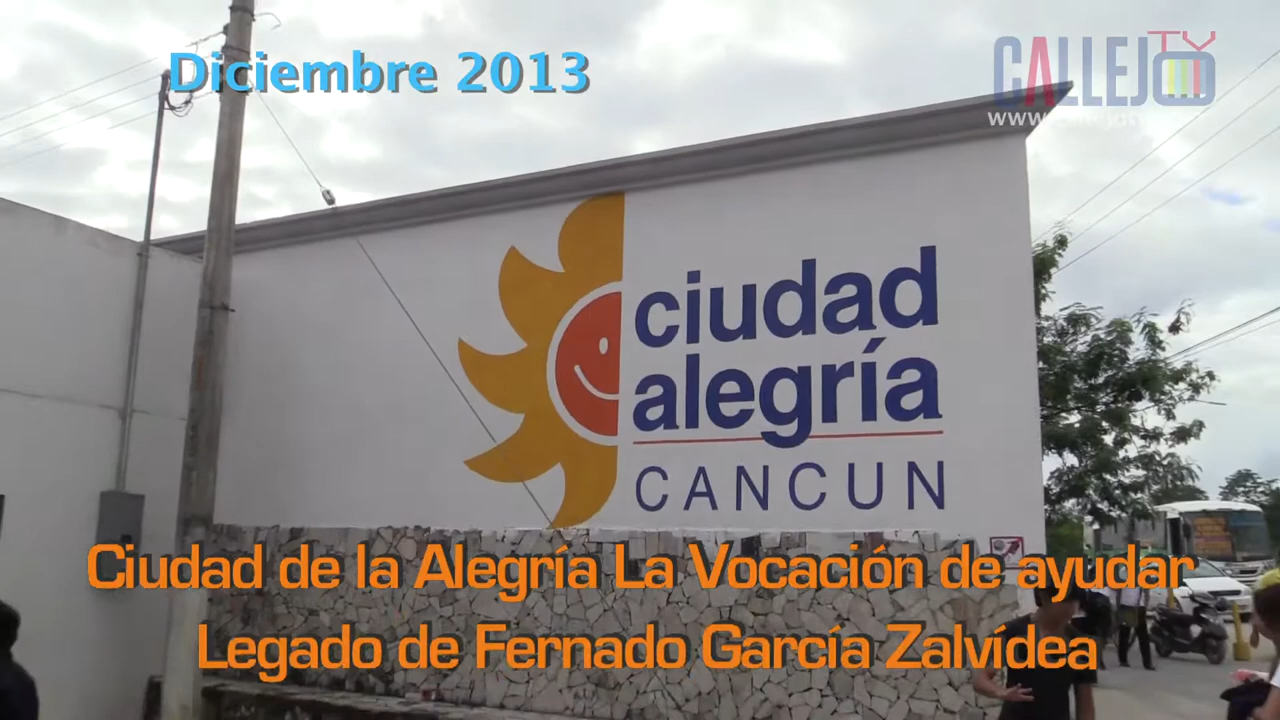 Diciembre 2013
CALLEJO TV
ciudad
alegría
CANCUN
Ciudad de la Alegría La Vocación de ayudar
Legado de Fernado García Zalvídea